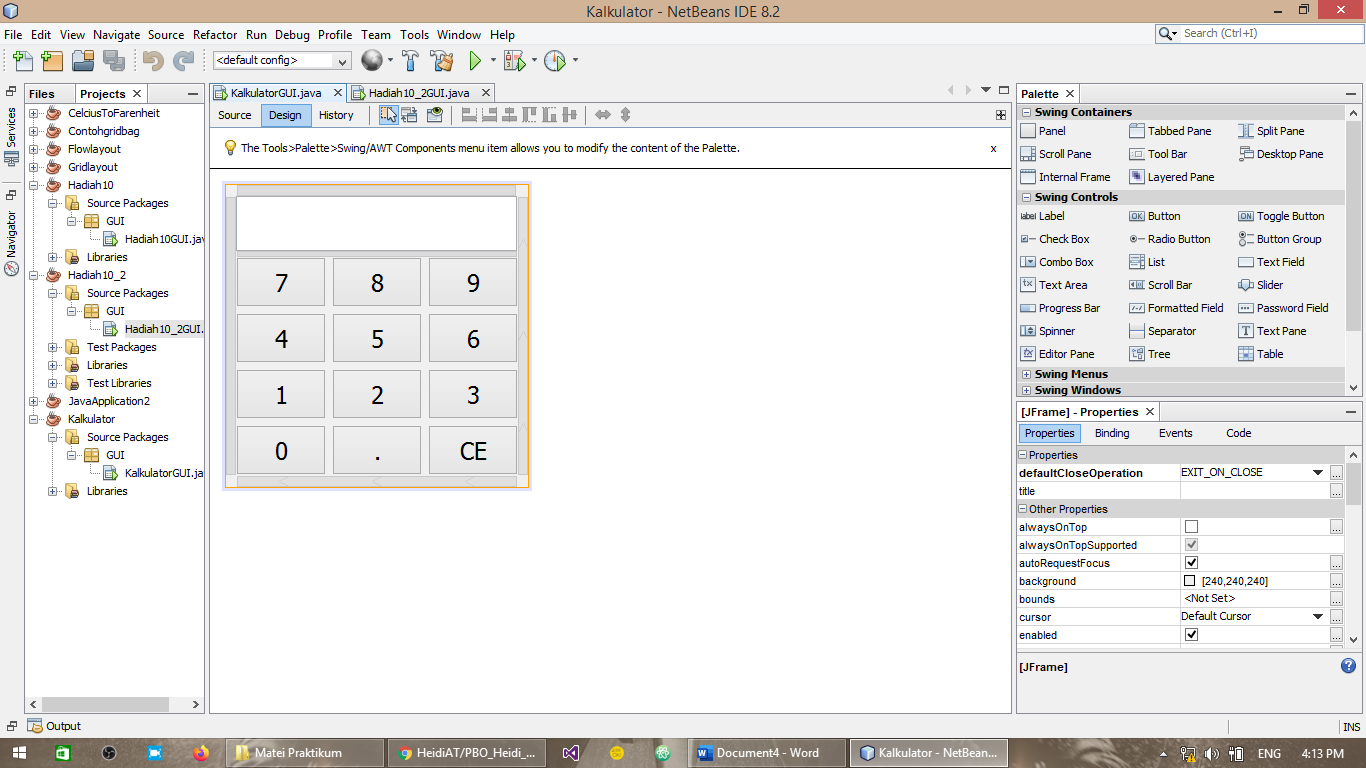 Kalkulator - NetBeans IDE 8.2
File Edit View Navigate Source Refactor Run Debug Profile Team Tools Window Help
Search (Ctrl+I)
<default config>
Services
Navigator
Files Projects
CelciusToFarenheit
Contohgridbag
Flowlayout
Gridlayout
Hadiah10
Source Packages
GUI
Hadiah10GUI.jav
Libraries
Hadiah10_2
Source Packages
GUI
Hadiah10_2GUI.
Test Packages
Libraries
Test Libraries
JavaApplication2
Kalkulator
Source Packages
GUI
KalkulatorGUI.ja
Libraries
KalkulatorGUI.java Hadiah10_2GUI.java
Source Design History
The Tools>Palette>Swing/AWT Components menu item allows you to modify the content of the Palette. x
7 8 9
4 5 6
1 2 3
0 . CE
Palette
Swing Containers
Panel Tabbed Pane Split Pane
Scroll Pane Tool Bar Desktop Pane
Internal Frame Layered Pane
Swing Controls
label Label OK Button ON Toggle Button
Check Box Radio Button Button Group
Combo Box List Text Field
Text Area Scroll Bar Slider
Progress Bar Formatted Field Password Field
Spinner Separator T Text Pane
Editor Pane Tree Table
Swing Menus
Swing Windows
[JFrame] - Properties
Properties Binding Events Code
Properties
defaultCloseOperation EXIT_ON_CLOSE ...
title ...
Other Properties
alwaysOnTop ...
alwaysOnTopSupported
autoRequestFocus ...
background [240,240,240] ...
bounds <Not Set> ...
cursor Default Cursor ...
enabled ...
[JFrame] ?
Output
INS
Matei Praktikum HeidiAT/PBO_Heidi_... Document4 - Word Kalkulator - NetBean... ENG 4:13 PM